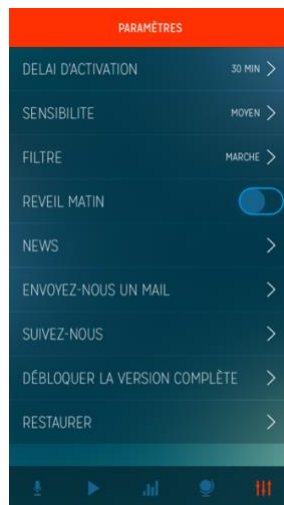 PARAMÈTRES
DELAI D'ACTIVATION 30 MIN
SENSIBILITE MOYEN
FILTRE MARCHE
REVEIL MATIN
NEWS
ENVOYEZ-NOUS UN MAIL
SUIVEZ-NOUS
DÉBLOQUER LA VERSION COMPLÈTE
RESTAURER